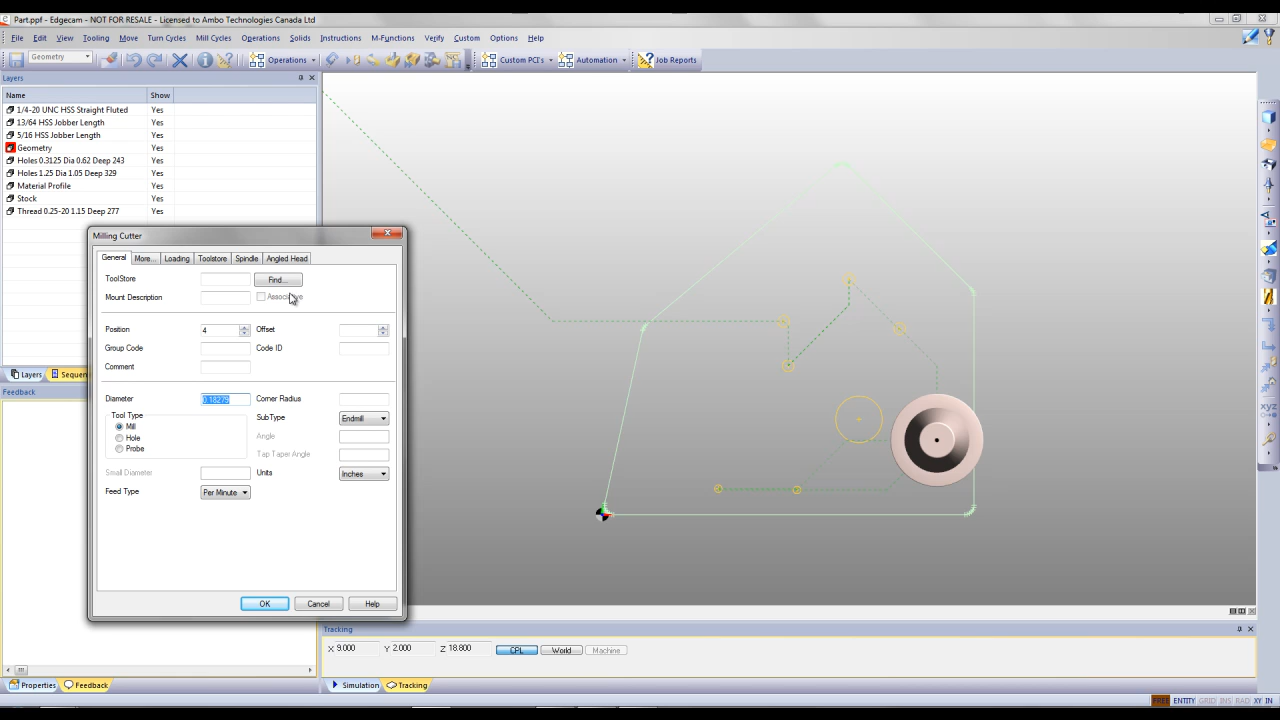 Part.ppf - Edgecam - NOT FOR RESALE - Licensed to Ambo Technologies Canada Ltd
File Edit View Tooling Move Turn Cycles Mill Cycles Operations Solids Instructions M-Functions Verify Custom Options Help
Geometry Operations Custom PCI's Automation Job Reports
Layers
Name Show
1/4-20 UNC HSS Straight Fluted Yes
13/64 HSS Jobber Length Yes
5/16 HSS Jobber Length Yes
Geometry Yes
Holes 0.3125 Dia 0.62 Deep 243 Yes
Holes 1.25 Dia 1.05 Deep 329 Yes
Material Profile Yes
Stock Yes
Thread 0.25-20 1.15 Deep 277 Yes
Milling Cutter
General More... Loading Toolstore Spindle Angled Head
ToolStore Find...
Mount Description
Position 4 Offset
Group Code Code ID
Comment
Diameter 0.18275 Corner Radius
Tool Type SubType Endmill
Mill
Hole Angle
Probe Tap Taper Angle
Small Diameter Units Inches
Feed Type Per Minute
OK Cancel Help
Layers Sequen
Feedback
Tracking
X 9.000 Y 2.000 Z 18.800 CPL World Machine
Properties Feedback Simulation Tracking
FREE ENTITY GRID INS RAD XY IN
xyz